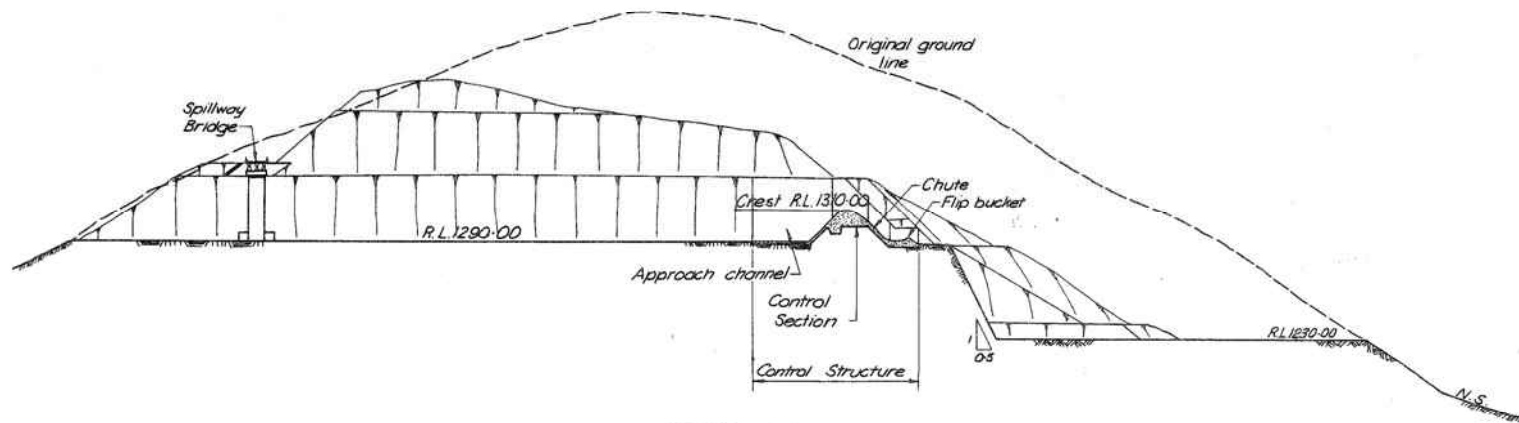 Original ground
line
Spillway
Bridge
Chute
Crest R.L.1310·00
Flip bucket
R.L.1290·00
Approach channel
Control
Section
R.L.1230·00
1
0·5
Control Structure
N.S.